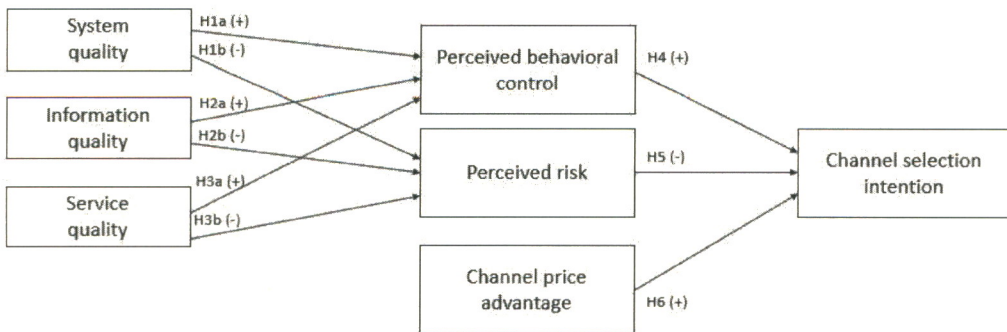 System
quality
H1a (+)
H1b (-)
Information
quality
H2a (+)
H2b (-)
Service
quality
H3a (+)
H3b (-)
Perceived behavioral
control
H4 (+)
Perceived risk
H5 (-)
Channel price
advantage
H6 (+)
Channel selection
intention